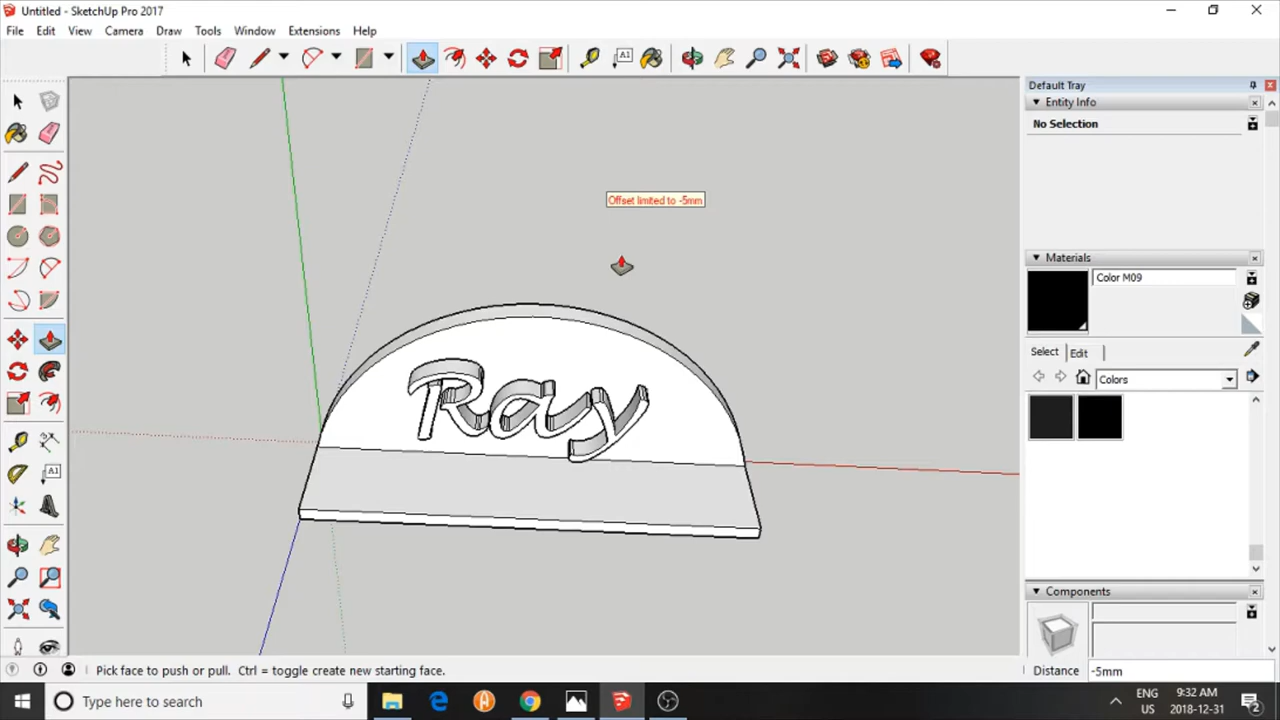 Untitled - SketchUp Pro 2017
File Edit View Camera Draw Tools Window Extensions Help
A1
Default Tray
Entity Info
No Selection
Offset limited to -5mm
Materials
Color M09
Select Edit
Colors
Ray
A1
Components
Pick face to push or pull. Ctrl = toggle create new starting face.
Distance -5mm
Type here to search
ENG
US
9:32 AM
2018-12-31
2